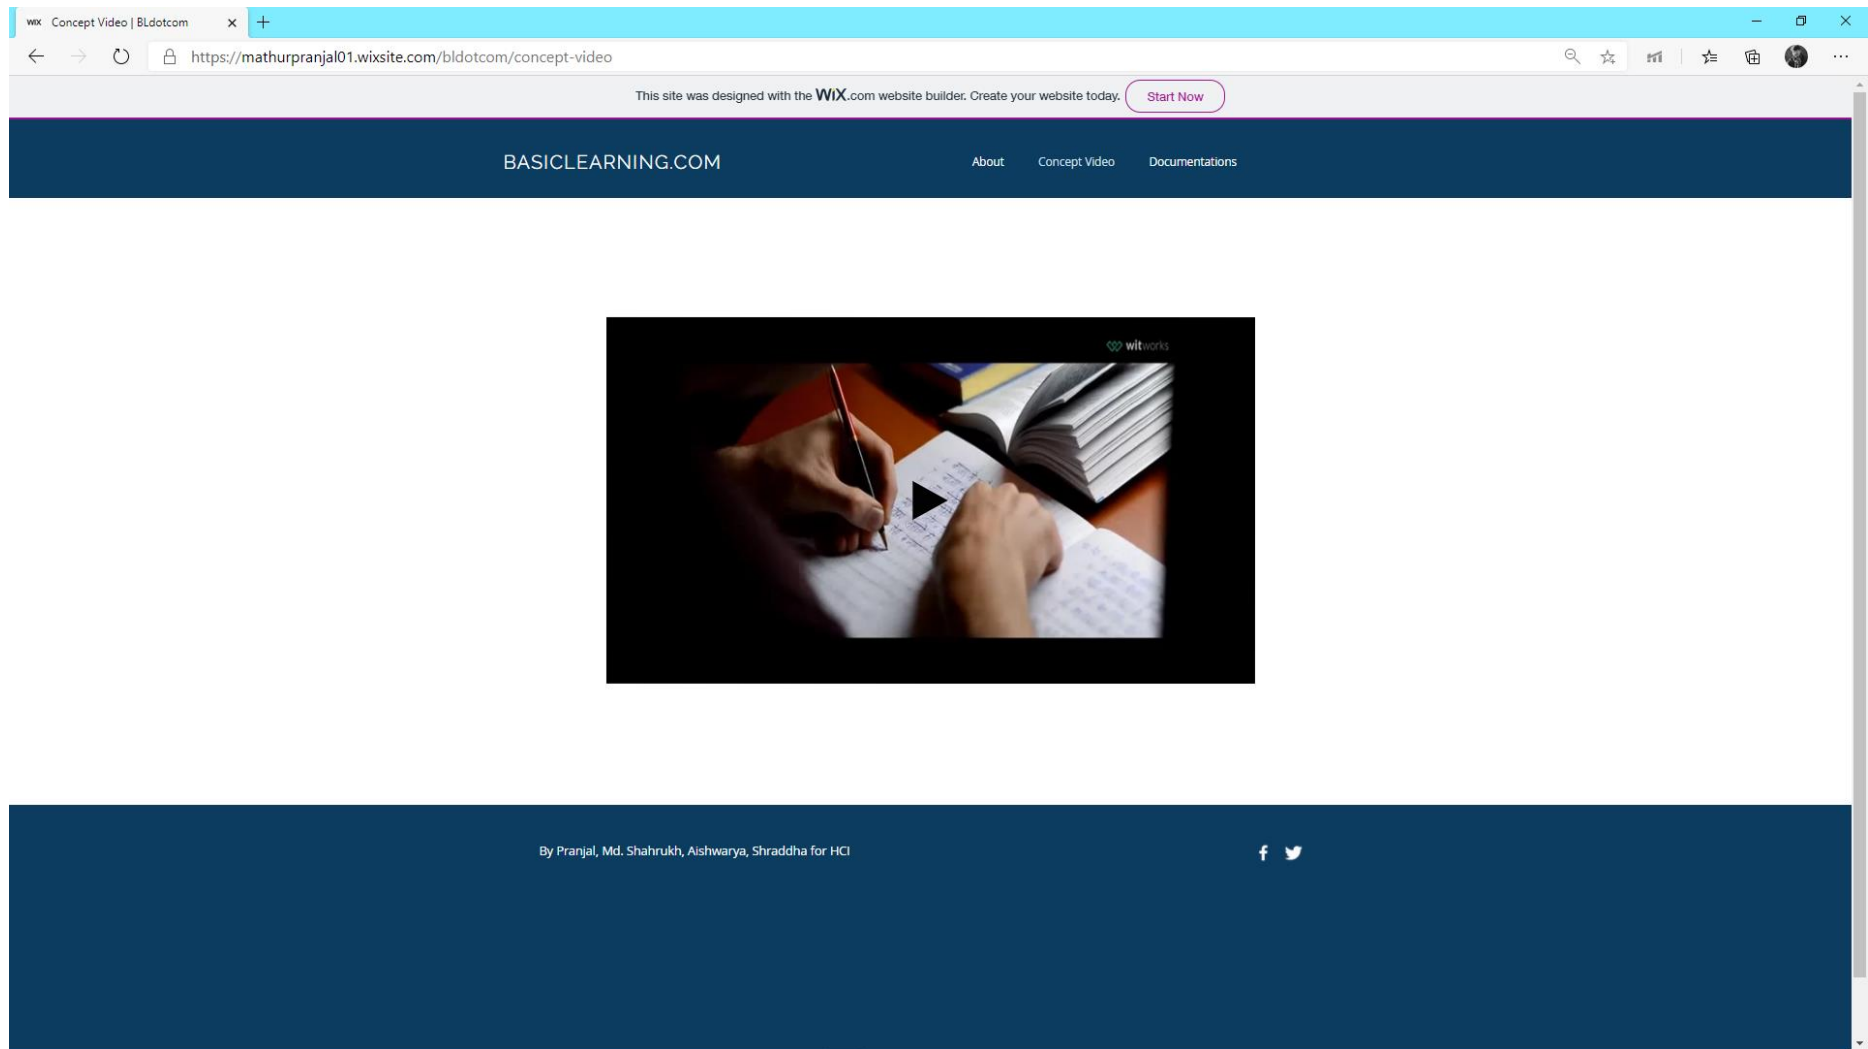 WiX Concept Video | BLdotcom
https://mathurpranjal01.wixsite.com/bldotcom/concept-video
This site was designed with the WiX.com website builder. Create your website today. Start Now
BASICLEARNING.COM About Concept Video Documentations
witworks
By Pranjal, Md. Shahrukh, Aishwarya, Shraddha for HCI